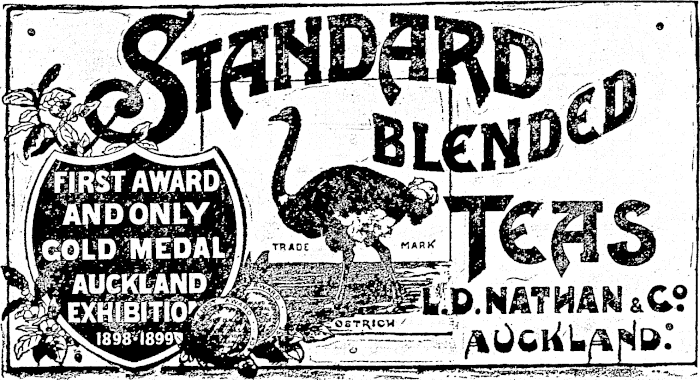 STANDARD
BLENDED
TEAS
FIRST AWARD
AND ONLY
GOLD MEDAL
AUCKLAND
EXHIBITION
1898-1899
TRADE MARK
OSTRICH
L.D. NATHAN & Co.
AUCKLAND.